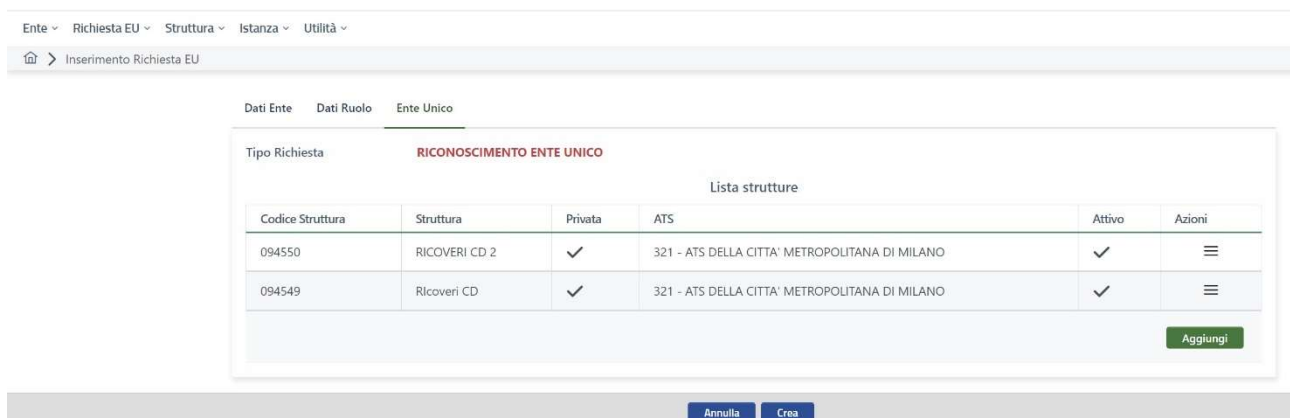 Ente Richiesta EU Struttura Istanza Utilità
Inserimento Richiesta EU
Dati Ente Dati Ruolo Ente Unico
Tipo Richiesta RICONOSCIMENTO ENTE UNICO
Lista strutture
Codice Struttura Struttura Privata ATS Attivo Azioni
094550 RICOVERI CD 2 321 - ATS DELLA CITTA' METROPOLITANA DI MILANO
094549 RIcoveri CD 321 - ATS DELLA CITTA' METROPOLITANA DI MILANO
Aggiungi
Annulla Crea